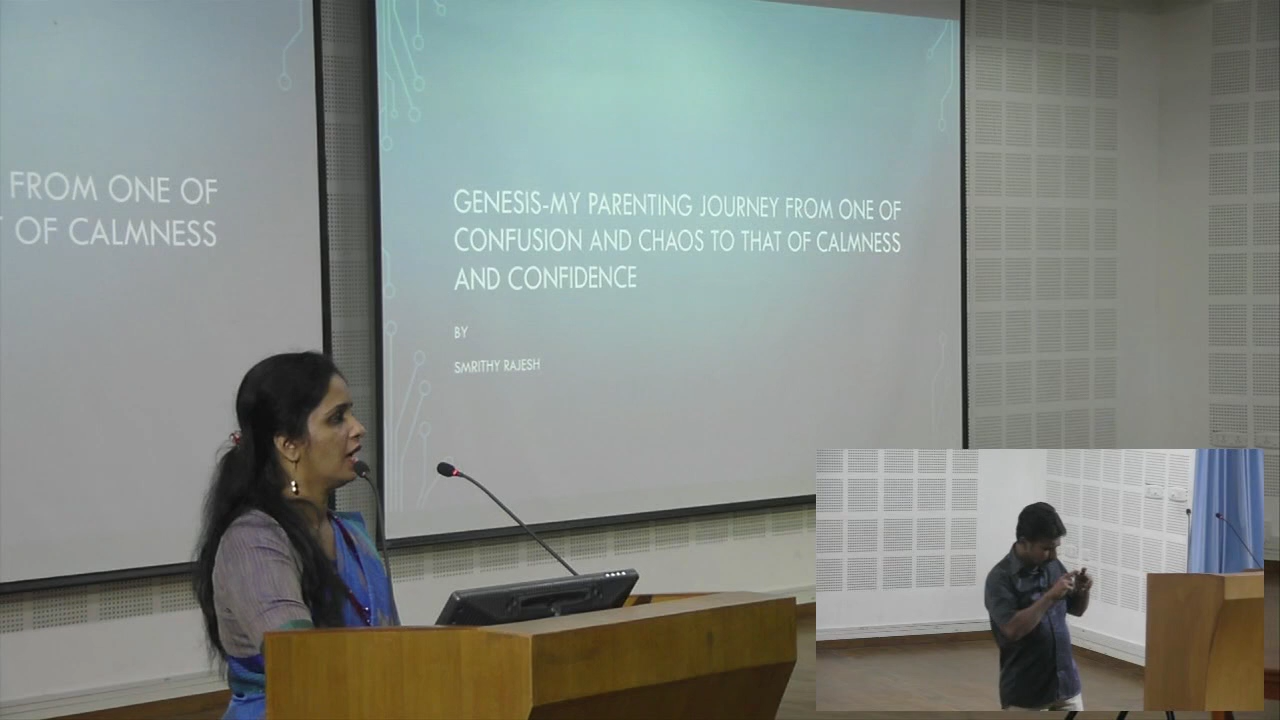 FROM ONE OF
OF CALMNESS
GENESIS-MY PARENTING JOURNEY FROM ONE OF
CONFUSION AND CHAOS TO THAT OF CALMNESS
AND CONFIDENCE
BY
SMRITHY RAJESH